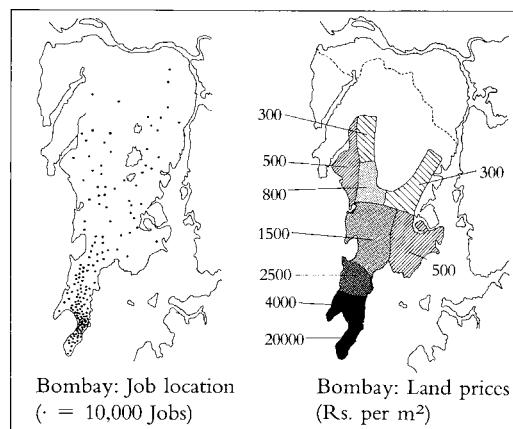 300
500
800
1500
2500
4000
20000
300
500
Bombay: Job location
(· = 10,000 Jobs)
Bombay: Land prices
(Rs. per m²)